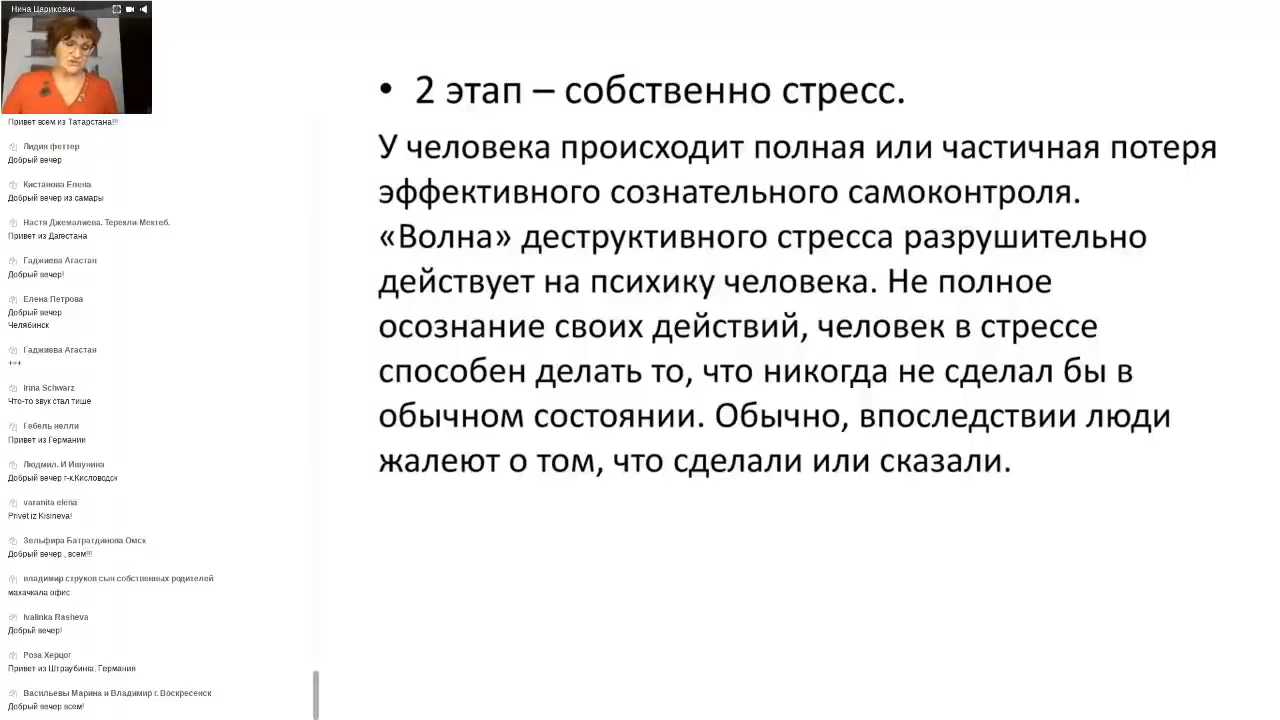 Нина Царикович
Привет всем из Татарстана!!!
Лидия феттер
Добрый вечер
Кистанова Елена
Добрый вечер из самары
Настя Джемалиева. Терекли-Мектеб.
Привет из Дагестана
Гаджиева Агастан
Добрый вечер!
Елена Петрова
Добрый вечер
Челябинск
Гаджиева Агастан
+++
Irina Schwarz
Что-то звук стал тише
Гебель нелли
Привет из Германии
Людмил. И Ишунина
Добрый вечер г-к.Кисловодск
varanita elena
Privet iz Kisineva!
Зельфира Батратдинова Омск
Добрый вечер , всем!!!
владимир струков сын собственных родителей
махачкала офис
Ivalinka Rasheva
Добрый вечер!
Роза Херцог
Привет из Штраубинга, Германия
Васильевы Марина и Владимир г. Воскресенск
Добрый вечер всем!
• 2 этап – собственно стресс.
У человека происходит полная или частичная потеря
эффективного сознательного самоконтроля.
«Волна» деструктивного стресса разрушительно
действует на психику человека. Не полное
осознание своих действий, человек в стрессе
способен делать то, что никогда не сделал бы в
обычном состоянии. Обычно, впоследствии люди
жалеют о том, что сделали или сказали.